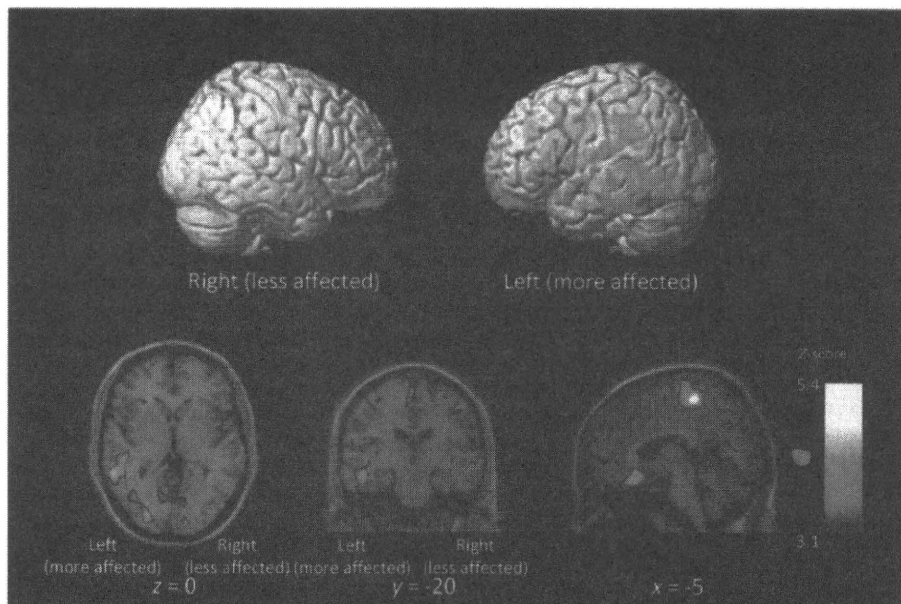 Right (less affected)
Left (more affected)
Z-score
5.4
3.1
Left
(more affected)
Right
(less affected)
z = 0
Left
(more affected)
Right
(less affected)
y = -20
x = -5